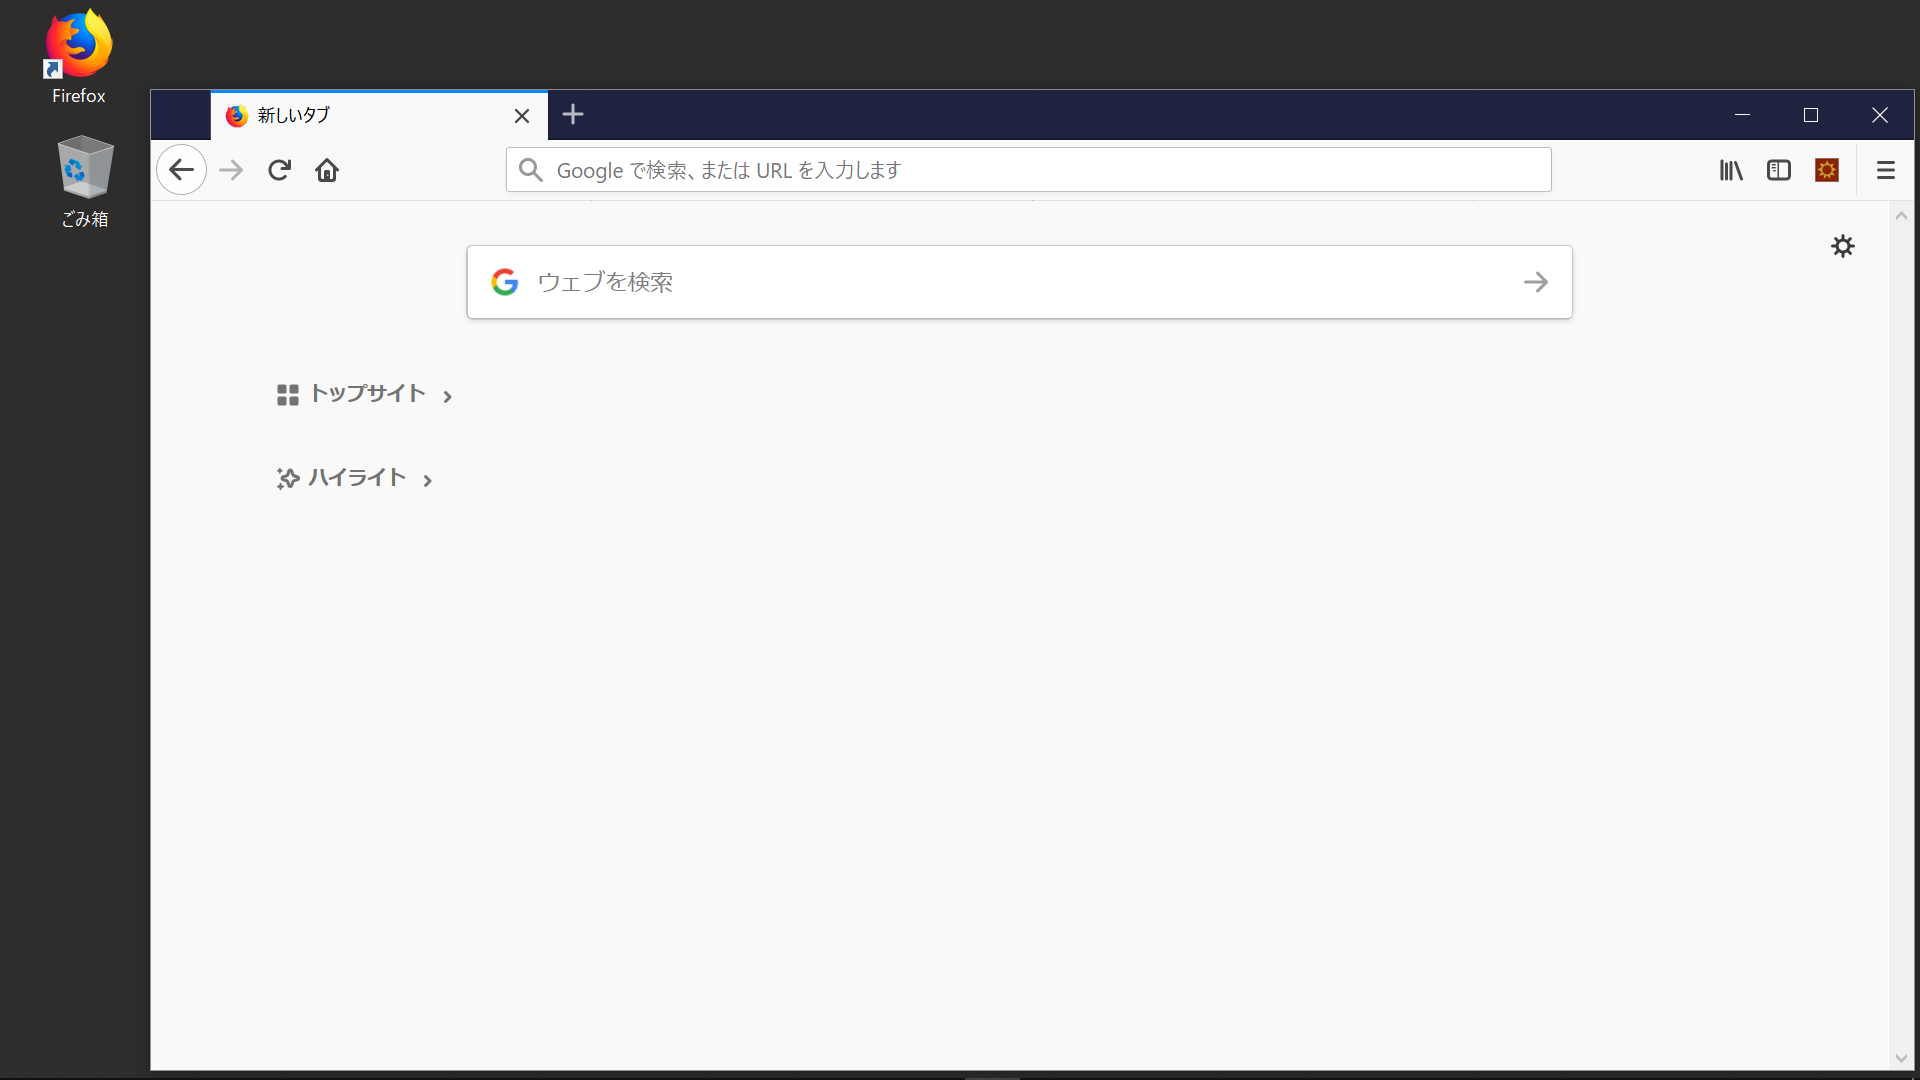 Firefox
ごみ箱
新しいタブ
Google で検索、または URL を入力します
ウェブを検索
トップサイト
ハイライト